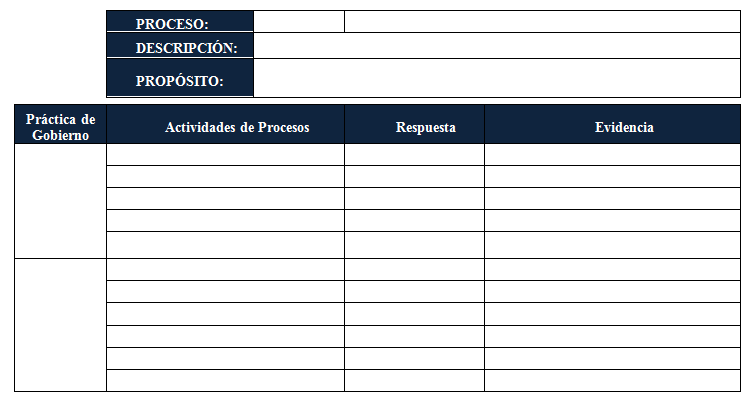 PROCESO:
DESCRIPCIÓN:
PROPÓSITO:
Práctica de
Gobierno
Actividades de Procesos
Respuesta
Evidencia